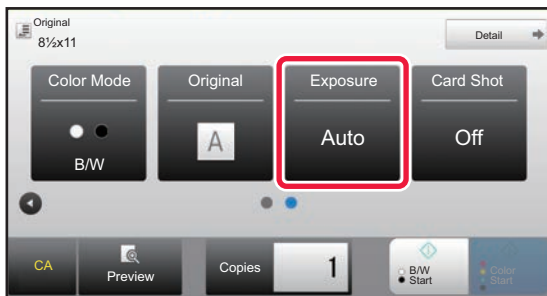 Original
8½x11
Detail
Color Mode
Original
Exposure
Card Shot
A
Auto
Off
B/W
CA
Preview
Copies
1
B/W
Start
Color
Start